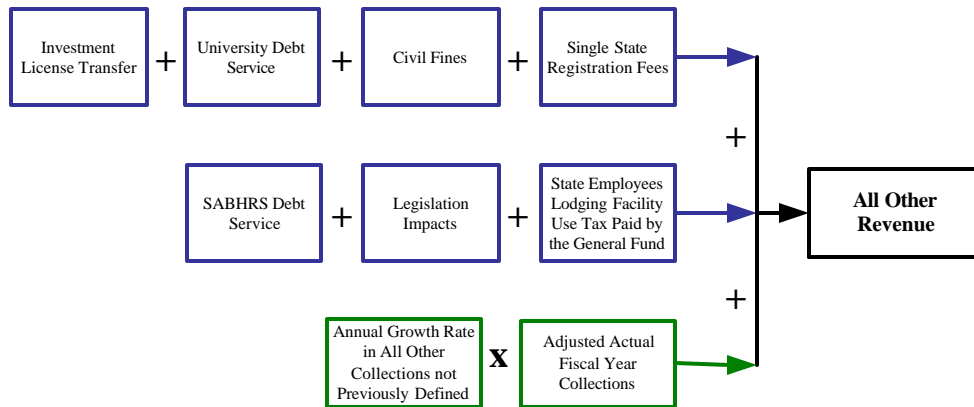 Investment
License Transfer
+
University Debt
Service
+
Civil Fines
+
Single State
Registration Fees
+
SABHRS Debt
Service
+
Legislation
Impacts
+
State Employees
Lodging Facility
Use Tax Paid by
the General Fund
All Other
Revenue
+
Annual Growth Rate
in All Other
Collections not
Previously Defined
X
Adjusted Actual
Fiscal Year
Collections